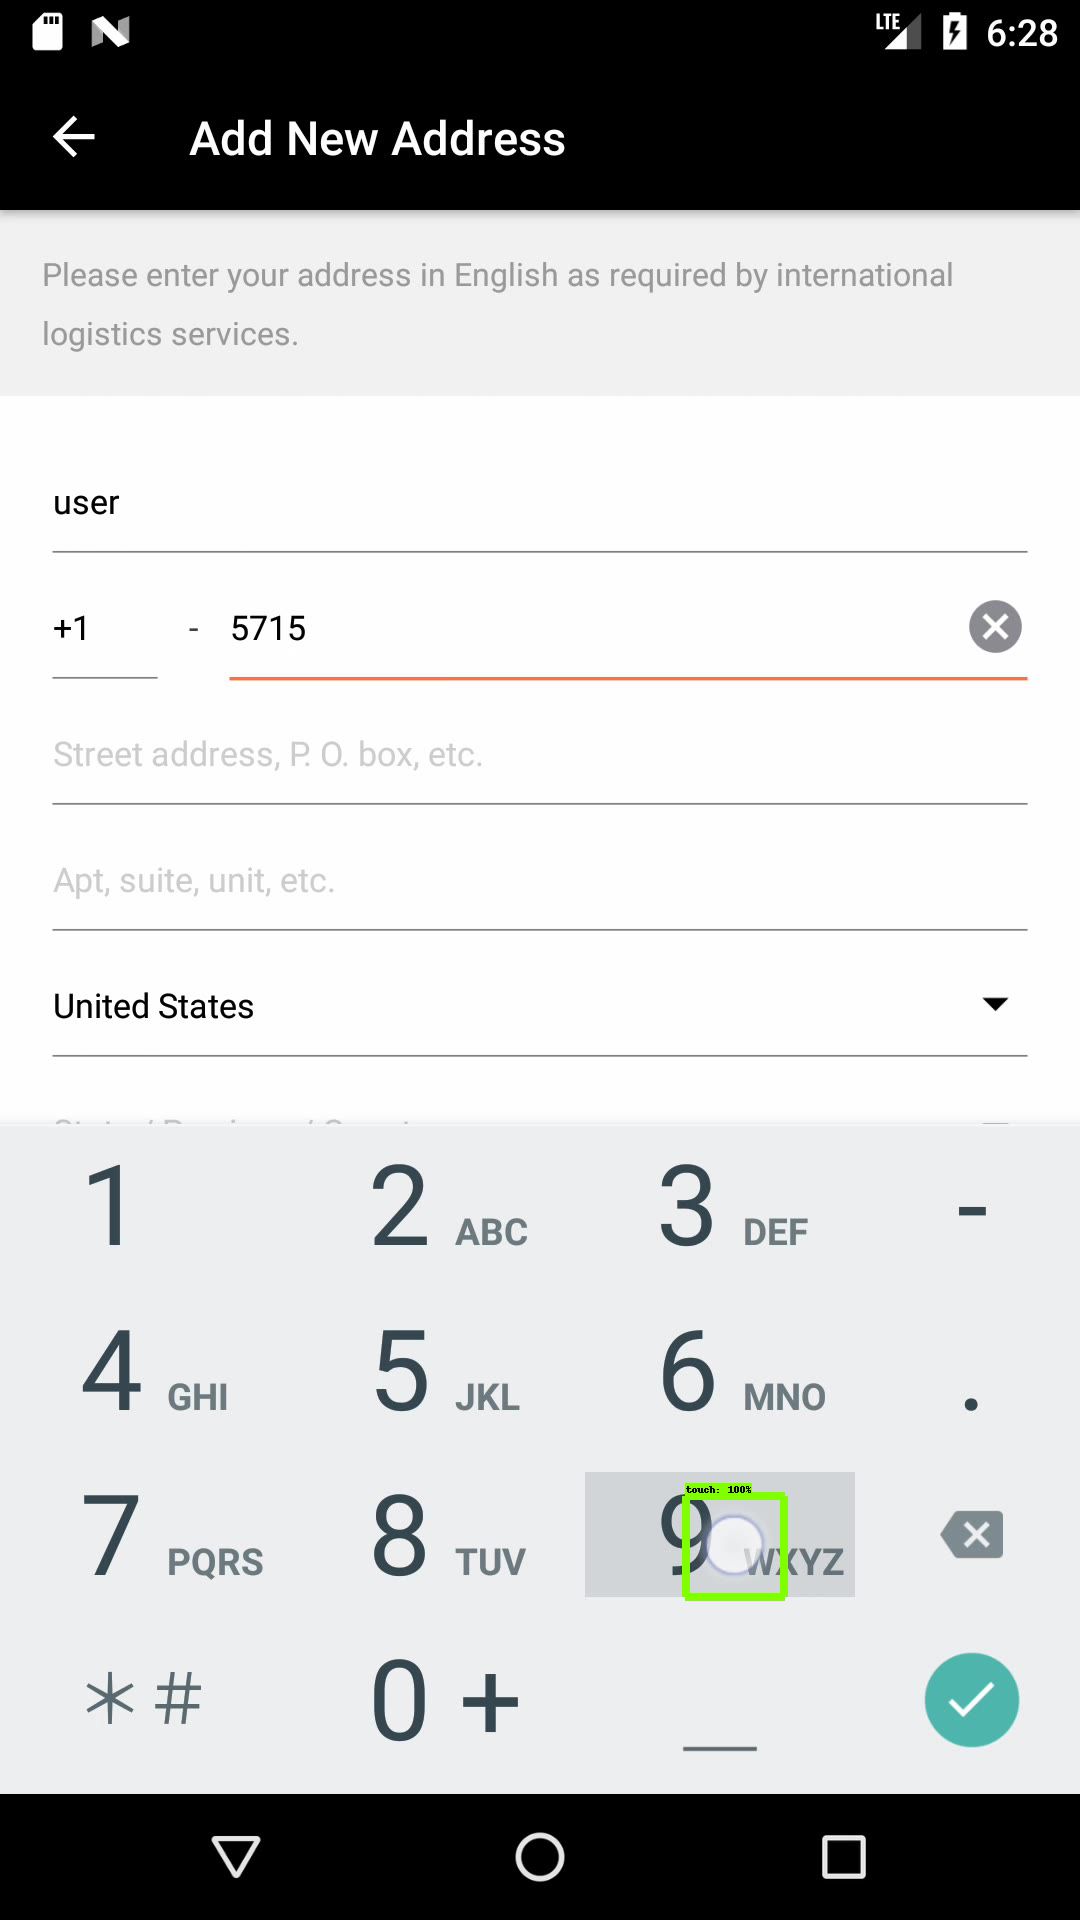 LTE 6:28
Add New Address
Please enter your address in English as required by international
logistics services.
user
+1 - 5715
Street address, P. O. box, etc.
Apt, suite, unit, etc.
United States
1 2 ABC 3 DEF -
4 GHI 5 JKL 6 MNO .
touch: 100%
7 PQRS 8 TUV 9 WXYZ
*# 0 + _